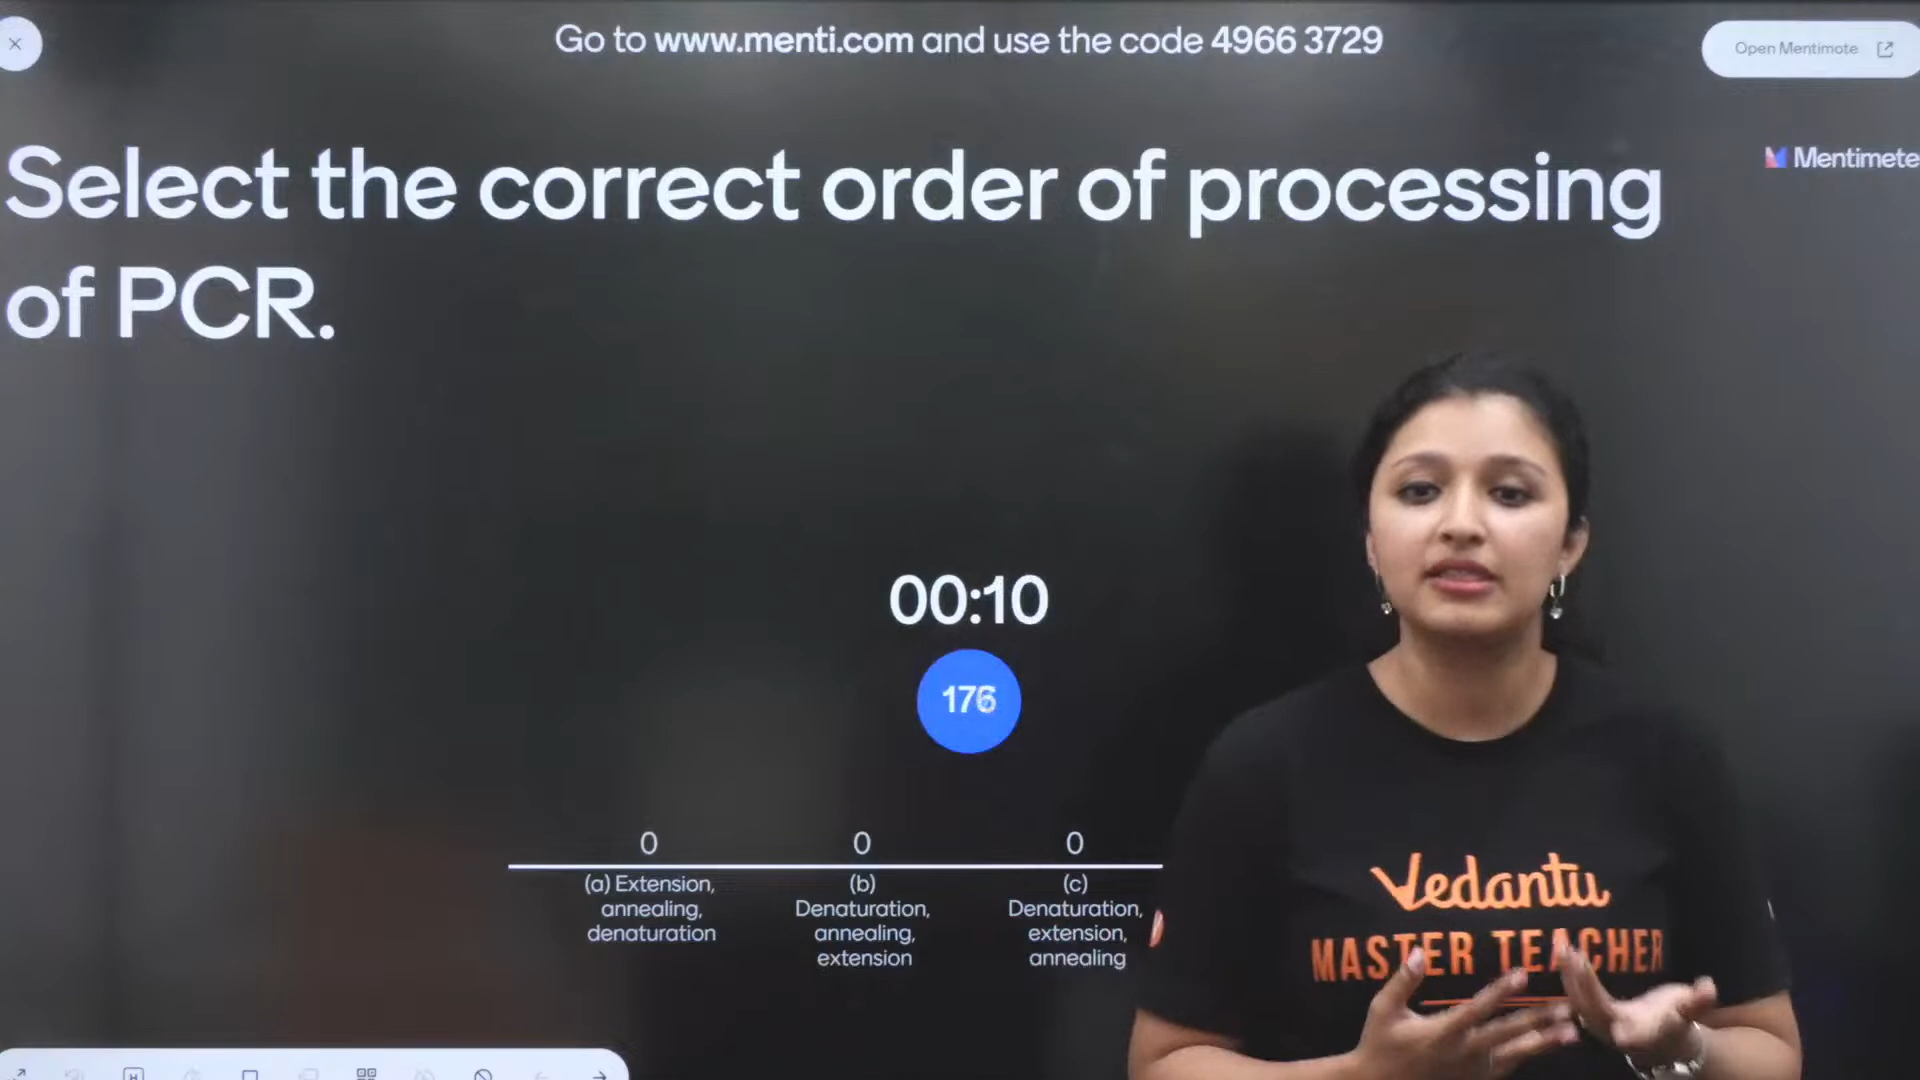 Go to www.menti.com and use the code 4966 3729
Open Mentimote
Select the correct order of processing
of PCR.
Mentimete
00:10
176
0
0
0
(a) Extension,
annealing,
denaturation
(b)
Denaturation,
annealing,
extension
(c)
Denaturation,
extension,
annealing
Vedantu
MASTER TEACHER
H